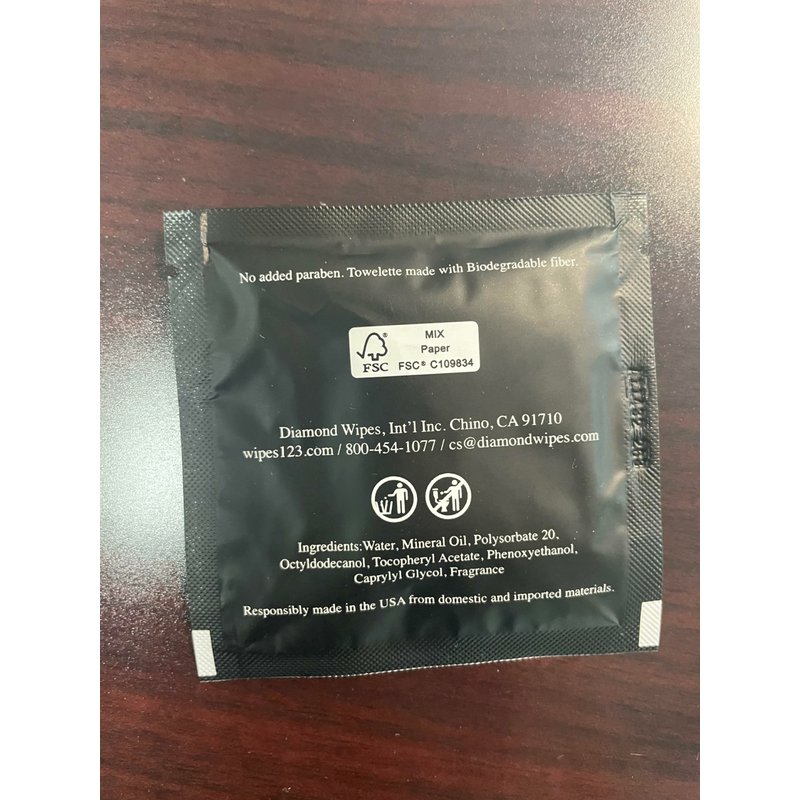 No added paraben. Towelette made with Biodegradable fiber.
FSC®
MIX
Paper
FSC® C109834
Diamond Wipes, Int'l Inc. Chino, CA 91710
wipes123.com / 800-454-1077 / cs@diamondwipes.com
Ingredients:Water, Mineral Oil, Polysorbate 20,
Octyldodecanol, Tocopheryl Acetate, Phenoxyethanol,
Caprylyl Glycol, Fragrance
Responsibly made in the USA from domestic and imported materials.